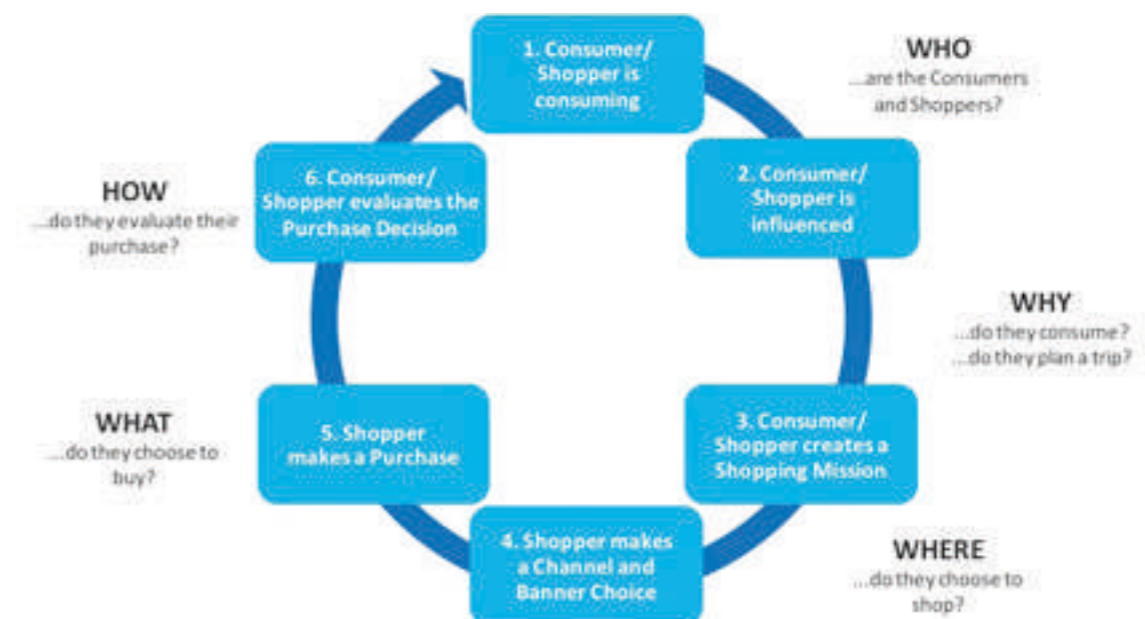 1. Consumer/
Shopper is
consuming
WHO
...are the Consumers
and Shoppers?
2. Consumer/
Shopper is
influenced
WHY
...do they consume?
...do they plan a trip?
3. Consumer/
Shopper creates a
Shopping Mission
WHERE
...do they choose to
shop?
4. Shopper makes
a Channel and
Banner Choice
5. Shopper
makes a Purchase
WHAT
...do they choose to
buy?
6. Consumer/
Shopper evaluates the
Purchase Decision
HOW
...do they evaluate their
purchase?